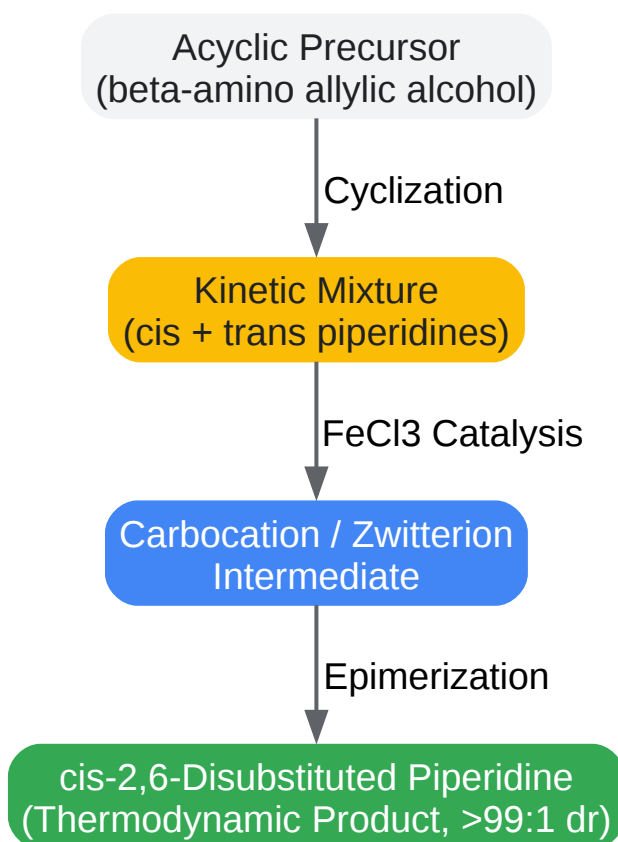 Acyclic Precursor
(beta-amino allylic alcohol)
Cyclization
Kinetic Mixture
(cis + trans piperidines)
FeCl3 Catalysis
Carbocation / Zwitterion
Intermediate
Epimerization
cis-2,6-Disubstituted Piperidine
(Thermodynamic Product, >99:1 dr)